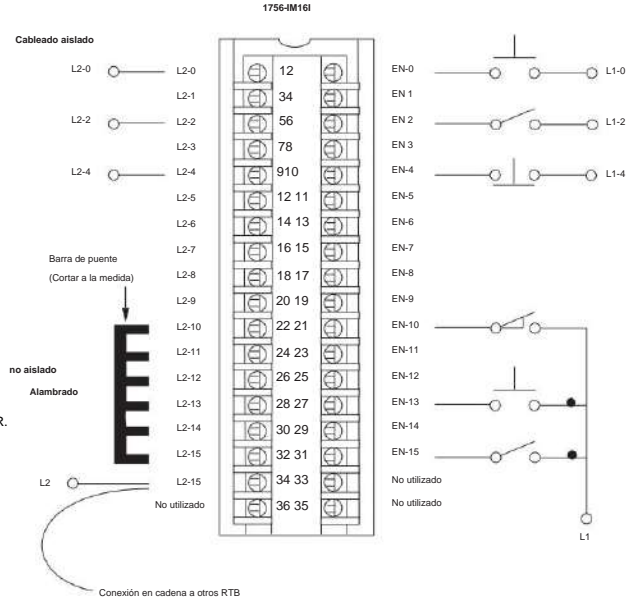 1756-IM16I
Cableado aislado
L2-0 L2-0 12 EN-0 L1-0
L2-1 34 EN 1
L2-2 L2-2 56 EN 2 L1-2
L2-3 78 EN 3
L2-4 L2-4 910 EN-4 L1-4
L2-5 12 11 EN-5
L2-6 14 13 EN-6
L2-7 16 15 EN-7
Barra de puente
(Cortar a la medida)
L2-8 18 17 EN-8
L2-9 20 19 EN-9
L2-10 22 21 EN-10
L2-11 24 23 EN-11
no aislado
L2-12 26 25 EN-12
Alambrado
L2-13 28 27 EN-13
R.
L2-14 30 29 EN-14
L2-15 32 31 EN-15
L2 L2-15 34 33 No utilizado
No utilizado 36 35 No utilizado
L1
Conexión en cadena a otros RTB